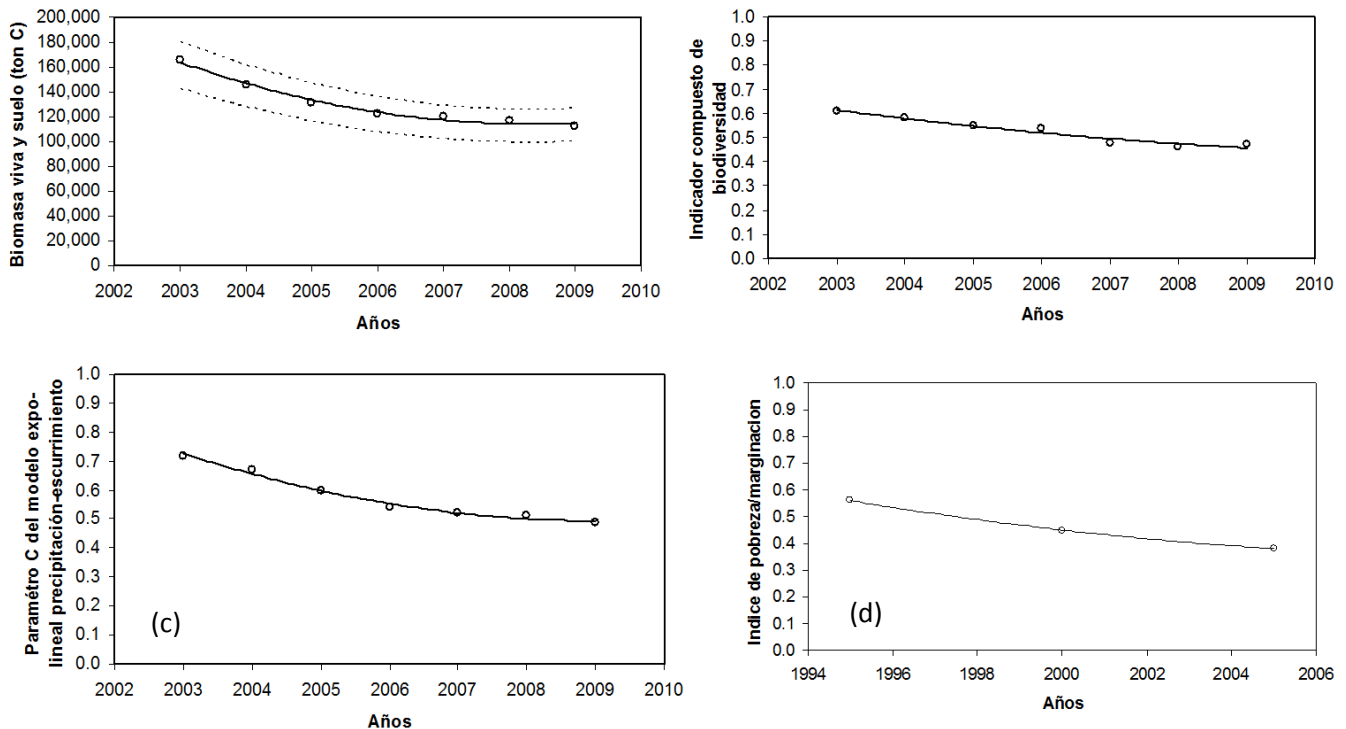 Biomasa viva y suelo (ton C)
200,000
180,000
160,000
140,000
120,000
100,000
80,000
60,000
40,000
20,000
0
2002 2003 2004 2005 2006 2007 2008 2009 2010
Años
Indicador compuesto de
biodiversidad
1.0
0.9
0.8
0.7
0.6
0.5
0.4
0.3
0.2
0.1
0.0
2002 2003 2004 2005 2006 2007 2008 2009 2010
Años
Paramétro C del modelo expo-
lineal precipitación-escurrimiento
1.0
0.9
0.8
0.7
0.6
0.5
0.4
0.3
0.2
0.1
0.0
(c)
2002 2003 2004 2005 2006 2007 2008 2009 2010
Años
Indice de pobreza/marginacion
1.0
0.9
0.8
0.7
0.6
0.5
0.4
0.3
0.2
0.1
0.0
(d)
1994 1996 1998 2000 2002 2004 2006
Años